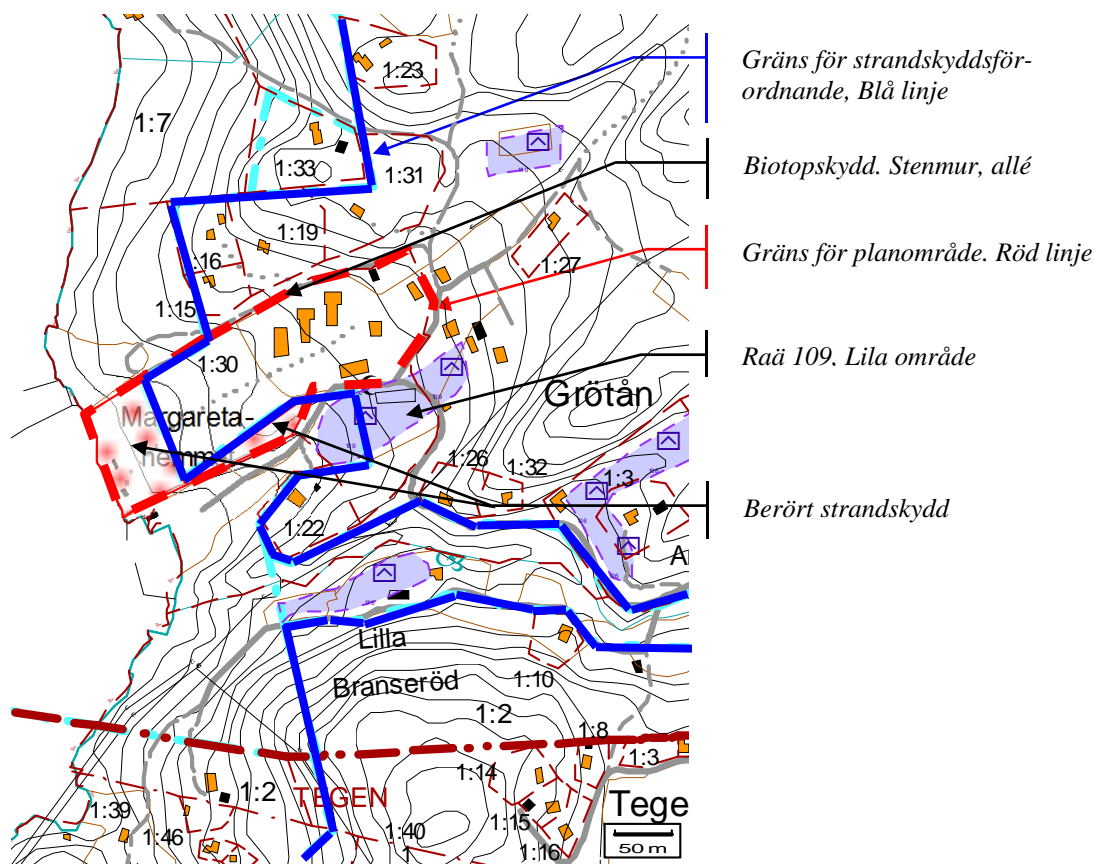 Gräns för strandskyddsför-
ordnande, Blå linje
Biotopskydd. Stenmur, allé
Gräns för planområde. Röd linje
Raä 109. Lila område
Berört strandskydd
1:23
1:7
1:33
1:31
1:19
1:16
1:27
1:15
1:30
Grötån
Margareta-
hemmet
1:26
1:32
1:3
1:22
A
Lilla
Branseröd
1:10
1:2
1:8
1:3
1:14
1:2
TEGEN
Tege
1:39
1:15
1:46
1:40
1
1:16
50 m